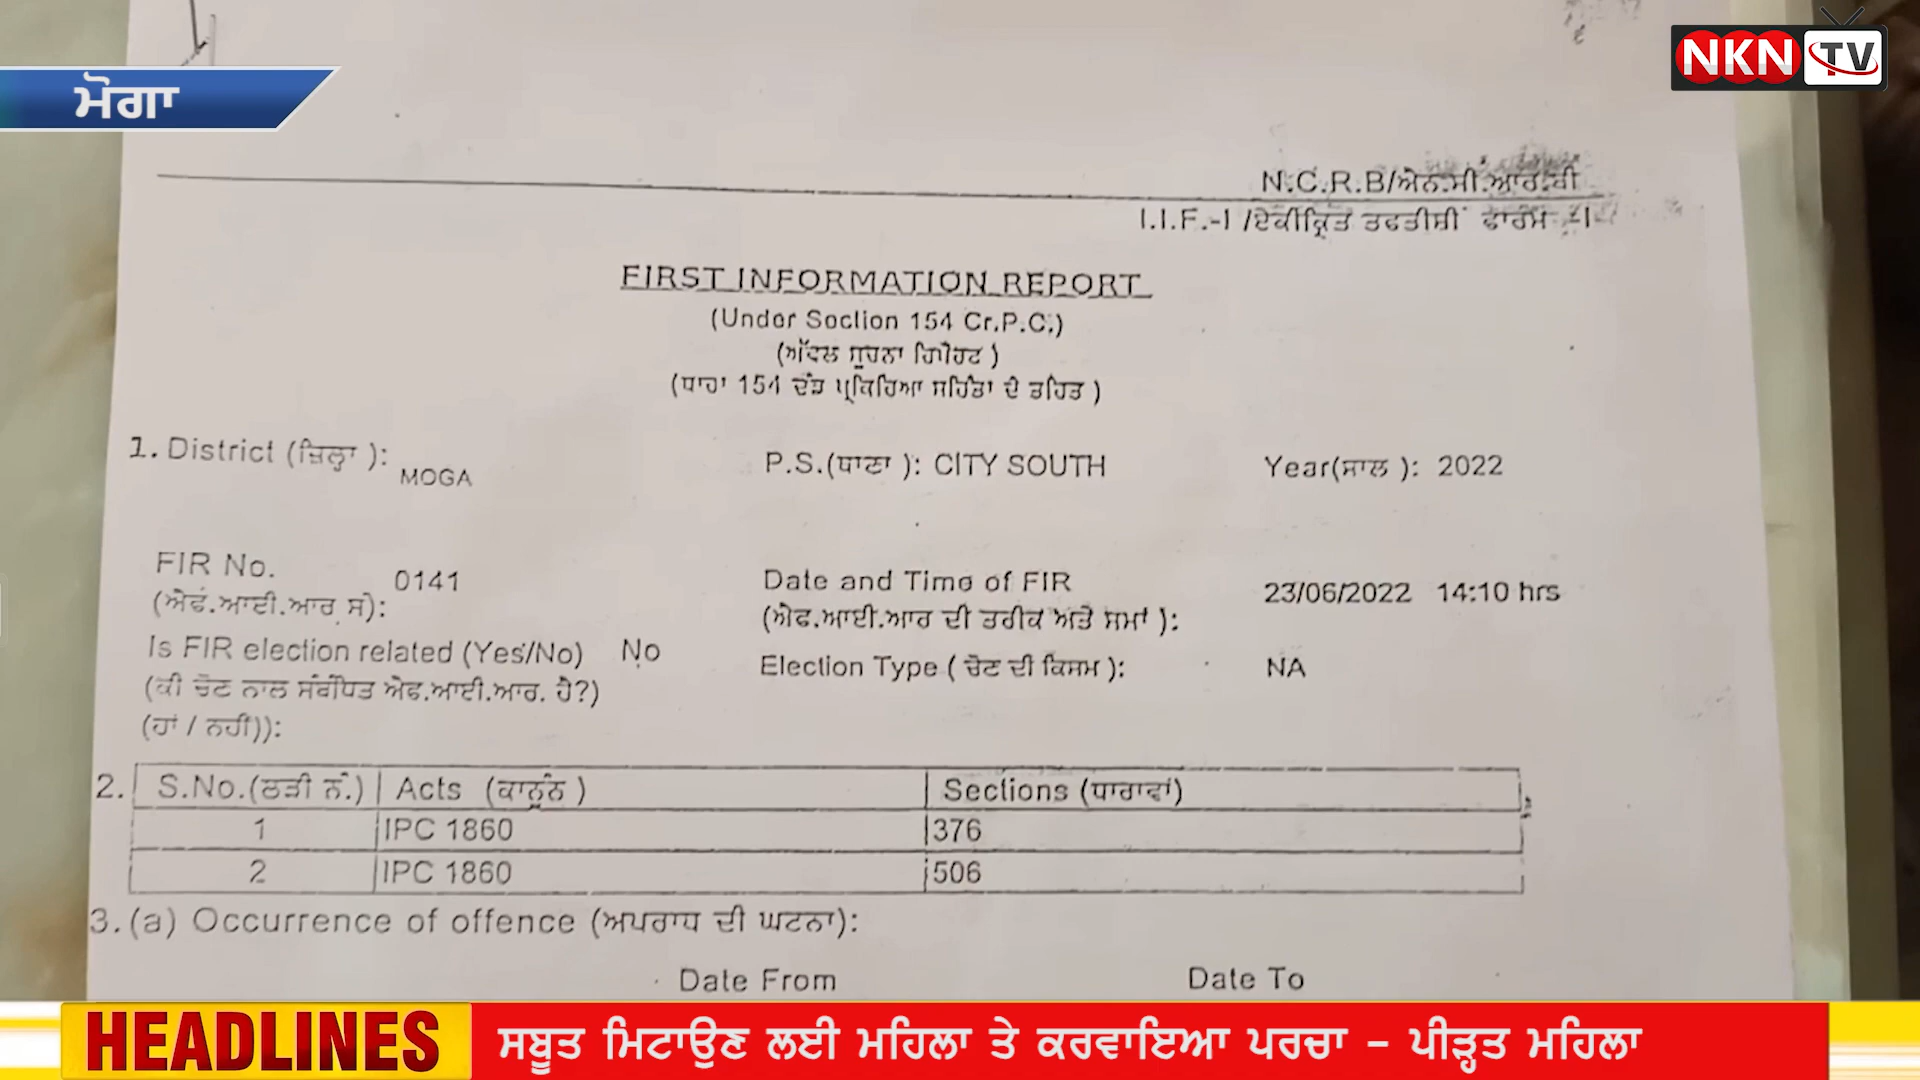 NKN TV
ਮੋਗਾ
N.C.R.B/ਐਨ.ਸੀ.ਆਰ.ਬੀ
I.I.F.-I /ਏਕੀਕ੍ਰਿਤ ਤਫਤੀਸ਼ੀ ਫਾਰਮ -I
FIRST INFORMATION REPORT
(Under Section 154 Cr.P.C.)
(ਅੱਵਲ ਸੂਚਨਾ ਰਿਪੋਰਟ )
(ਧਾਰਾ 154 ਦੰਡ ਪ੍ਰਕਿਰਿਆ ਸਹਿੰਤਾ ਦੇ ਤਹਿਤ )
1. District (ਜ਼ਿਲ੍ਹਾ ): MOGA P.S.(ਥਾਣਾ ): CITY SOUTH Year(ਸਾਲ ): 2022
FIR No. 0141 Date and Time of FIR 23/06/2022 14:10 hrs
(ਐਫ.ਆਈ.ਆਰ ਸ): (ਐਫ.ਆਈ.ਆਰ ਦੀ ਤਰੀਕ ਅਤੇ ਸਮਾਂ ):
Is FIR election related (Yes/No) No Election Type ( ਚੋਣ ਦੀ ਕਿਸਮ ): NA
(ਕੀ ਚੋਣ ਨਾਲ ਸੰਬੰਧਿਤ ਐਫ.ਆਈ.ਆਰ. ਹੈ?)
(ਹਾਂ / ਨਹੀਂ)):
2. S.No.(ਲੜੀ ਨੰ.) Acts (ਕਾਨੂੰਨ ) Sections (ਧਾਰਾਵਾਂ)
1 IPC 1860 376
2 IPC 1860 506
3.(a) Occurrence of offence (ਅਪਰਾਧ ਦੀ ਘਟਨਾ):
Date From Date To
HEADLINES ਸਬੂਤ ਮਿਟਾਉਣ ਲਈ ਮਹਿਲਾ ਤੇ ਕਰਵਾਇਆ ਪਰਚਾ - ਪੀੜ੍ਹਤ ਮਹਿਲਾ